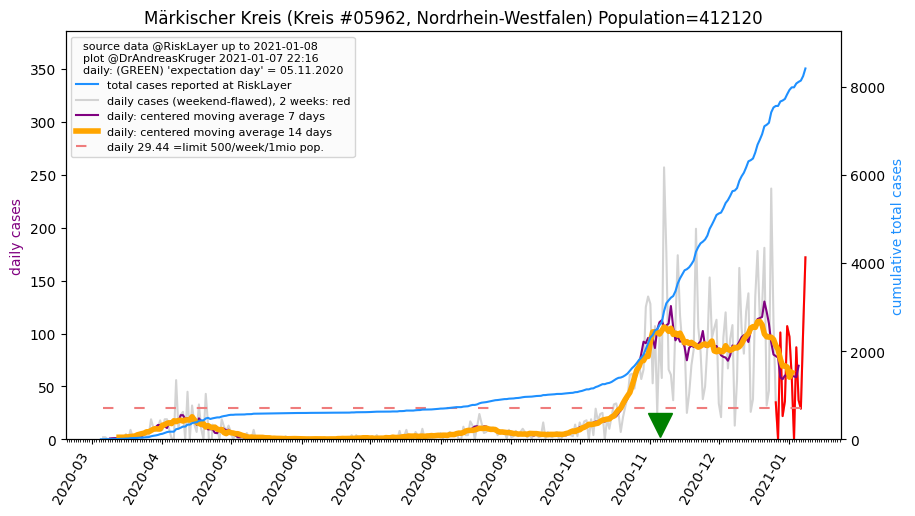 Märkischer Kreis (Kreis #05962, Nordrhein-Westfalen) Population=412120
source data @RiskLayer up to 2021-01-08
plot @DrAndreasKruger 2021-01-07 22:16
daily: (GREEN) 'expectation day' = 05.11.2020
total cases reported at RiskLayer
daily cases (weekend-flawed), 2 weeks: red
daily: centered moving average 7 days
daily: centered moving average 14 days
daily 29.44 =limit 500/week/1mio pop.
daily cases
350
300
250
200
150
100
50
0
cumulative total cases
8000
6000
4000
2000
0
2020-03
2020-04
2020-05
2020-06
2020-07
2020-08
2020-09
2020-10
2020-11
2020-12
2021-01